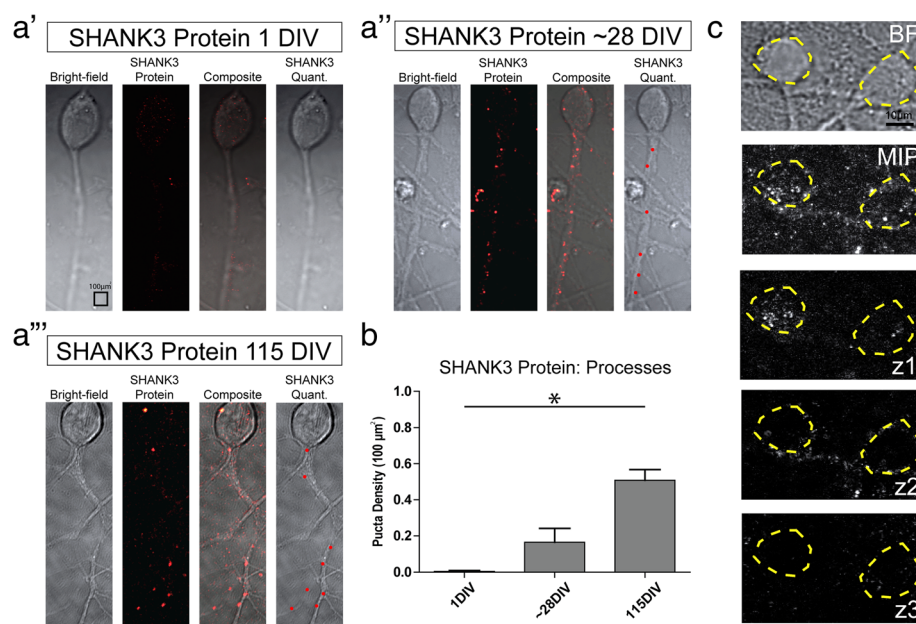 a'
SHANK3 Protein 1 DIV
Bright-field
SHANK3 Protein
Composite
SHANK3 Quant.
100μm
a''
SHANK3 Protein ~28 DIV
Bright-field
SHANK3 Protein
Composite
SHANK3 Quant.
a'''
SHANK3 Protein 115 DIV
Bright-field
SHANK3 Protein
Composite
SHANK3 Quant.
b
SHANK3 Protein: Processes
Pucta Density (100 μm²)
1.0
0.8
0.6
0.4
0.2
0.0
*
1DIV
~28DIV
115DIV
c
BF
10μm
MIP
z1
z2
z3